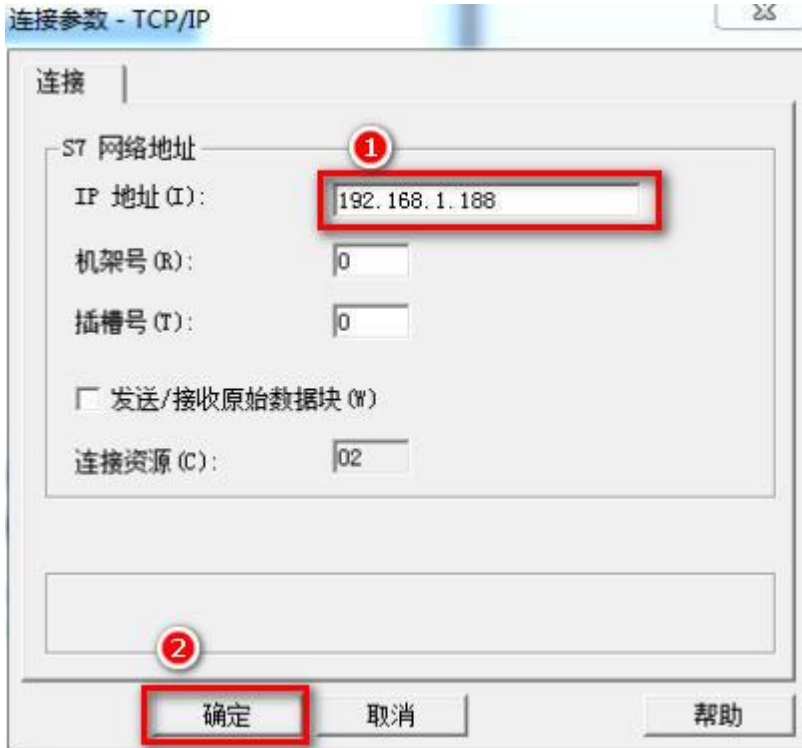 连接参数 - TCP/IP
连接
S7 网络地址
1
IP 地址(I):
192.168.1.188
机架号(R):
0
插槽号(T):
0
发送/接收原始数据块(W)
连接资源(C):
02
2
确定
取消
帮助